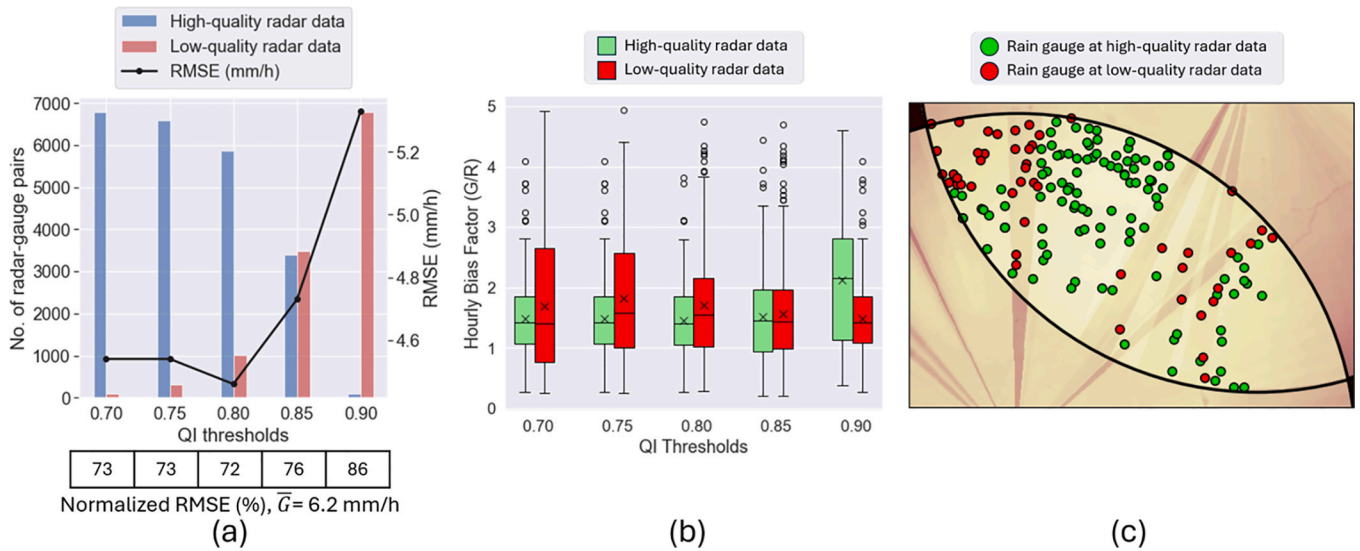 High-quality radar data
Low-quality radar data
RMSE (mm/h)
7000
6000
5000
4000
3000
2000
1000
0
No. of radar-gauge pairs
5.2
5.0
4.8
4.6
RMSE (mm/h)
0.70 0.75 0.80 0.85 0.90
QI thresholds
73 73 72 76 86
Normalized RMSE (%), G̅= 6.2 mm/h
(a)
High-quality radar data
Low-quality radar data
5
4
3
2
1
0
Hourly Bias Factor (G/R)
0.70 0.75 0.80 0.85 0.90
QI Thresholds
(b)
Rain gauge at high-quality radar data
Rain gauge at low-quality radar data
(c)